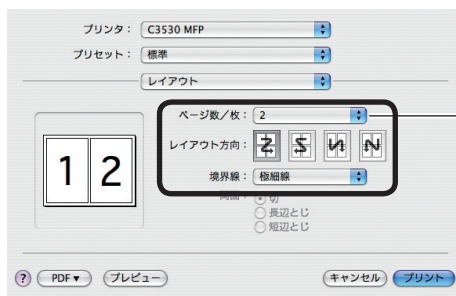 プリンタ： C3530 MFP
プリセット： 標準
レイアウト
ページ数／枚： 2
レイアウト方向：
境界線： 極細線
両面： 切
長辺とじ
短辺とじ
1 2
? PDF▼ プレビュー キャンセル プリント